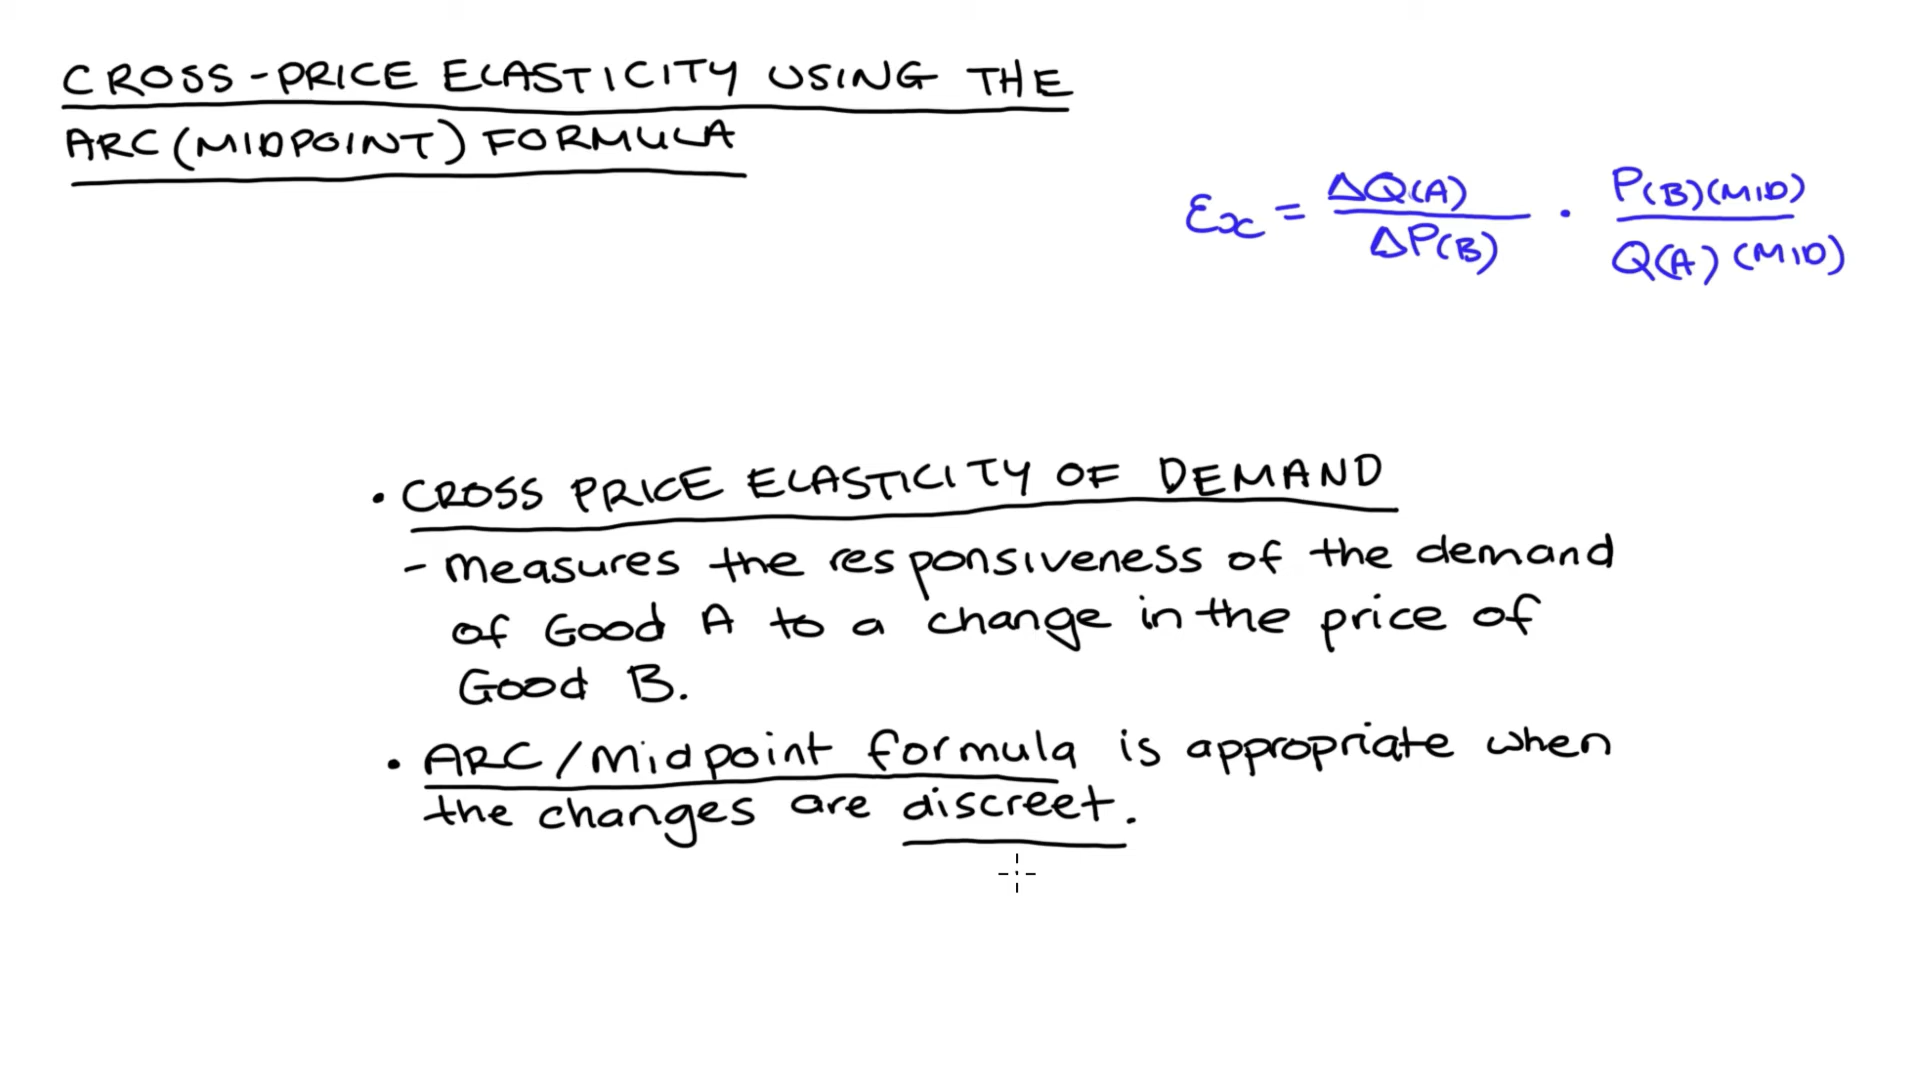 CROSS-PRICE ELASTICITY USING THE
ARC (MIDPOINT) FORMULA
Ɛx = ΔQ(A) / ΔP(B) · P(B)(MID) / Q(A)(MID)
• CROSS PRICE ELASTICITY OF DEMAND
- measures the responsiveness of the demand
of Good A to a change in the price of
Good B.
• ARC/Midpoint formula is appropriate when
the changes are discreet.